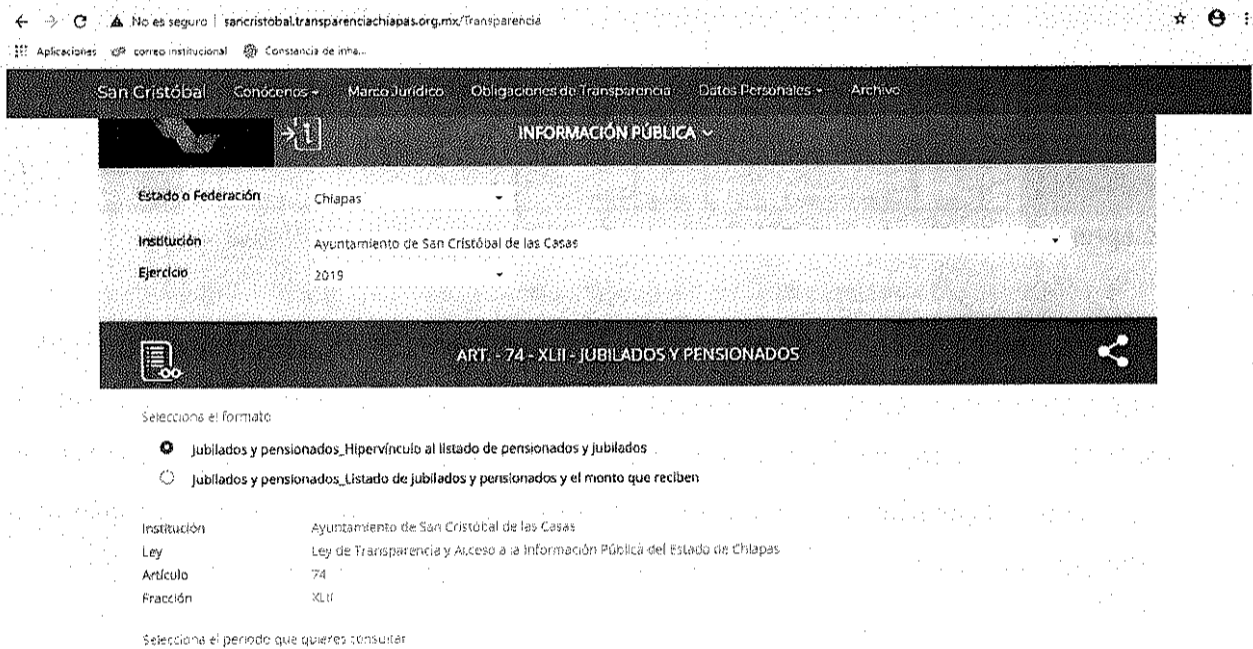 No es seguro | sancristobal.transparenciachiapas.org.mx/Transparencia
Aplicaciones correo institucional Constancia de inha...
San Cristóbal Conócenos Marco Jurídico Obligaciones de Transparencia Datos Personales Archivo
INFORMACIÓN PÚBLICA
Estado o Federación Chiapas
Institución Ayuntamiento de San Cristóbal de las Casas
Ejercicio 2019
ART. - 74 - XLII - JUBILADOS Y PENSIONADOS
Selecciona el formato
Jubilados y pensionados_Hipervínculo al listado de pensionados y jubilados
Jubilados y pensionados_Listado de jubilados y pensionados y el monto que reciben
Institución Ayuntamiento de San Cristóbal de las Casas
Ley Ley de Transparencia y Acceso a la Información Pública del Estado de Chiapas
Artículo 74
Fracción XLII
Selecciona el periodo que quieres consultar